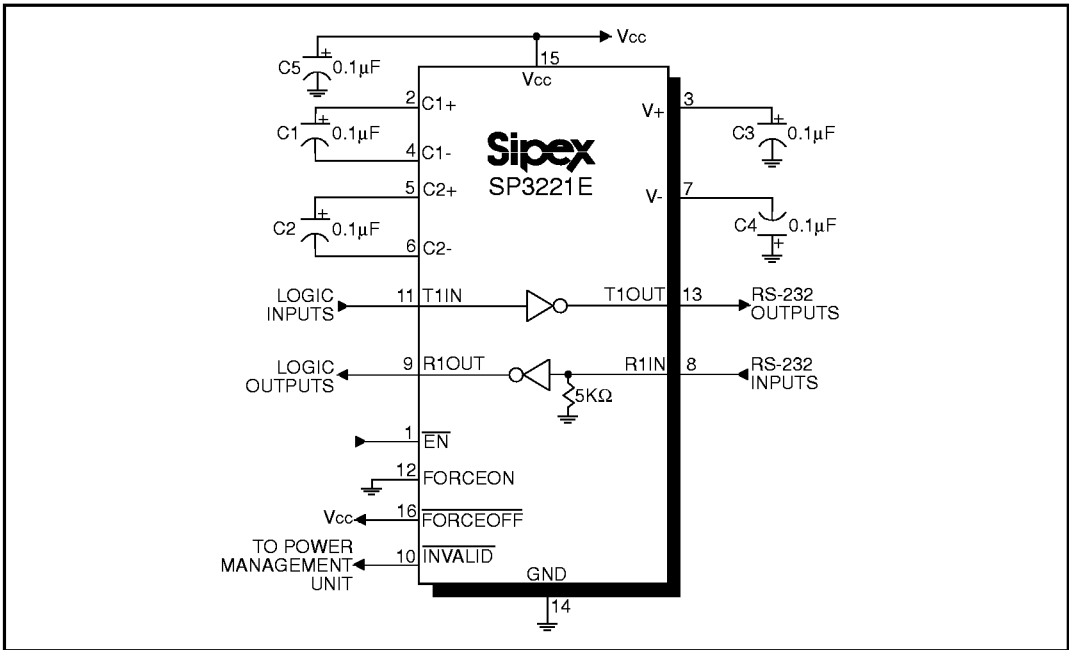 Vcc
15
Vcc
C5
+
0.1µF
2
C1+
C1
+
0.1µF
4
C1-
5
C2+
C2
+
0.1µF
6
C2-
Sipex
SP3221E
V+
3
C3
+
0.1µF
V-
7
C4
0.1µF
+
LOGIC
INPUTS
11
T1IN
T1OUT
13
RS-232
OUTPUTS
LOGIC
OUTPUTS
9
R1OUT
R1IN
8
RS-232
INPUTS
5KΩ
1
EN
12
FORCEON
Vcc
16
FORCEOFF
TO POWER
MANAGEMENT
UNIT
10
INVALID
GND
14